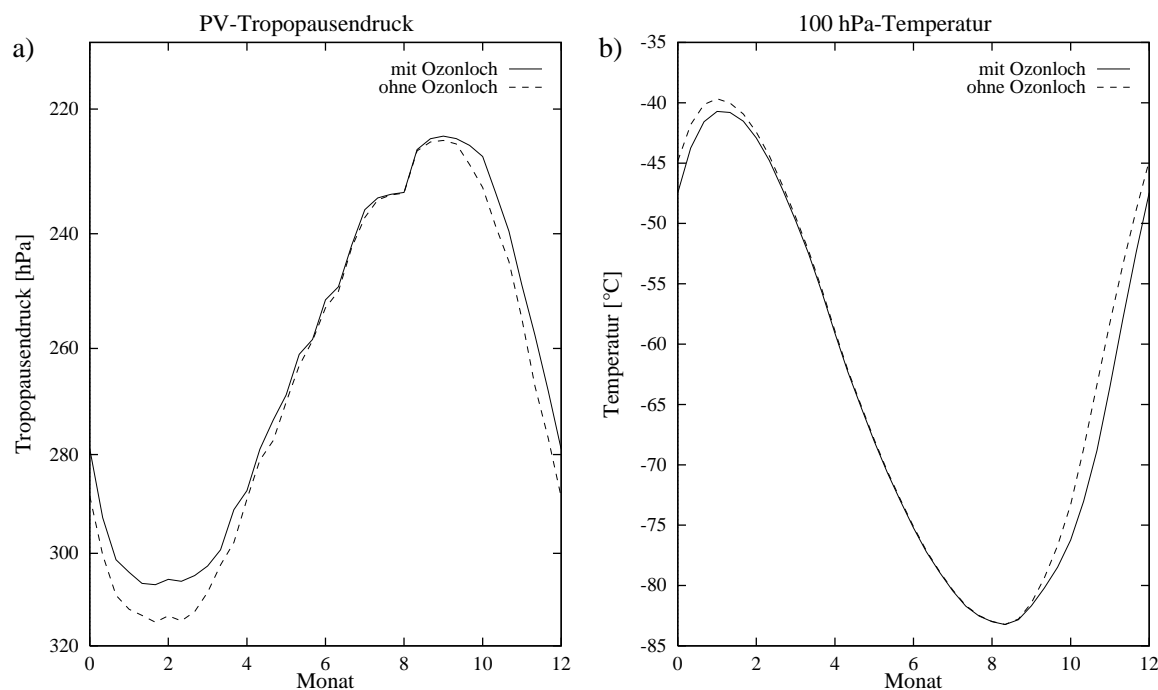 PV-Tropopausendruck
a)
mit Ozonloch
ohne Ozonloch
220
240
260
280
300
320
Tropopausendruck [hPa]
0 2 4 6 8 10 12
Monat
100 hPa-Temperatur
b)
mit Ozonloch
ohne Ozonloch
-35
-40
-45
-50
-55
-60
-65
-70
-75
-80
-85
Temperatur [°C]
0 2 4 6 8 10 12
Monat